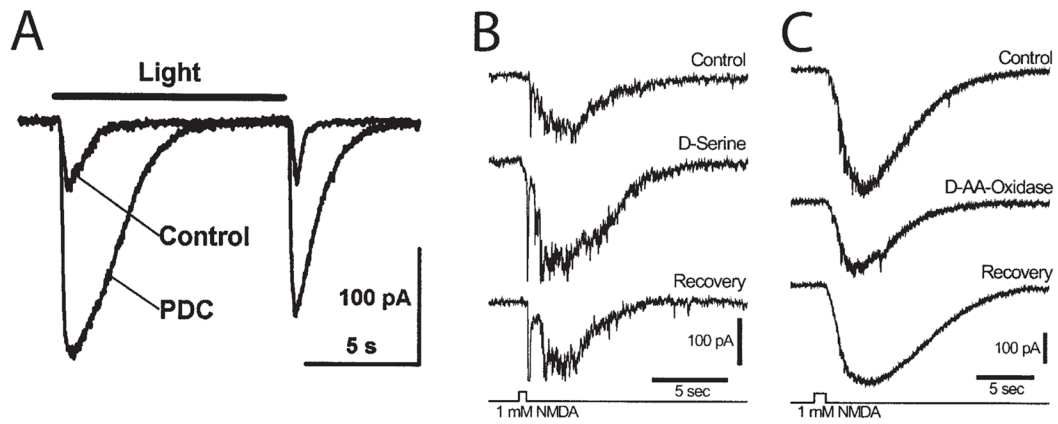 A
Light
Control
PDC
100 pA
5 s
B
Control
D-Serine
Recovery
100 pA
5 sec
1 mM NMDA
C
Control
D-AA-Oxidase
Recovery
100 pA
5 sec
1 mM NMDA